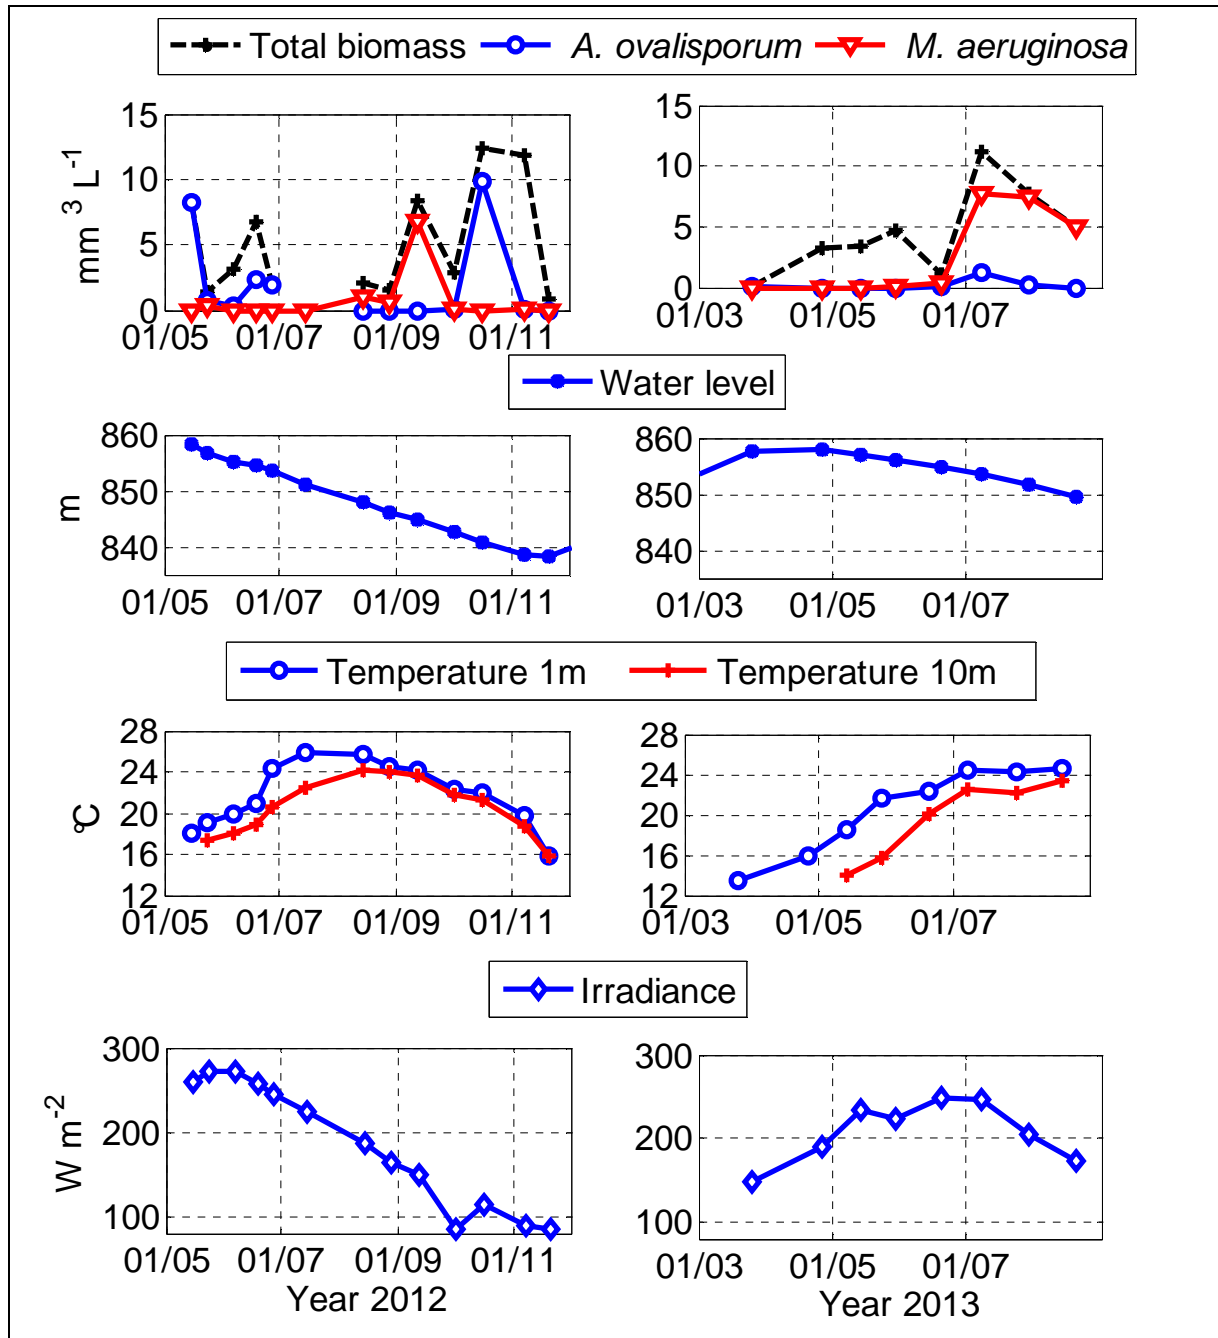 Total biomass A. ovalisporum M. aeruginosa
15 15
10 10
5 5
0 0
mm 3 L-1
01/05 01/07 01/09 01/11 01/03 01/05 01/07
Water level
860 860
850 850
840 840
m
01/05 01/07 01/09 01/11 01/03 01/05 01/07
Temperature 1m Temperature 10m
28 28
24 24
20 20
16 16
12 12
°C
01/05 01/07 01/09 01/11 01/03 01/05 01/07
Irradiance
300 300
200 200
100 100
W m-2
01/05 01/07 01/09 01/11 01/03 01/05 01/07
Year 2012 Year 2013